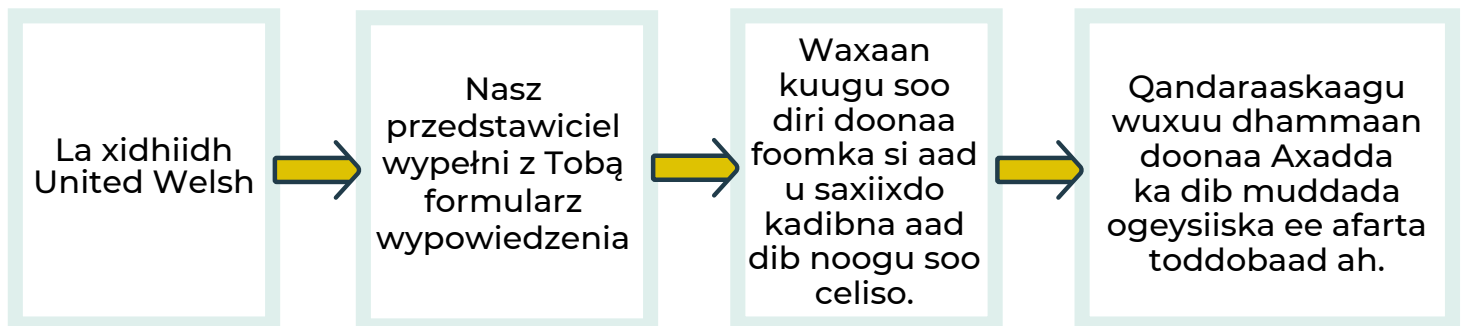 La xidhiidh
United Welsh
Nasz
przedstawiciel
wypełni z Tobą
formularz
wypowiedzenia
Waxaan
kuugu soo
diri doonaa
foomka si aad
u saxiixdo
kadibna aad
dib noogu soo
celiso.
Qandaraaskaagu
wuxuu dhammaan
doonaa Axadda
ka dib muddada
ogeysiiska ee afarta
toddobaad ah.